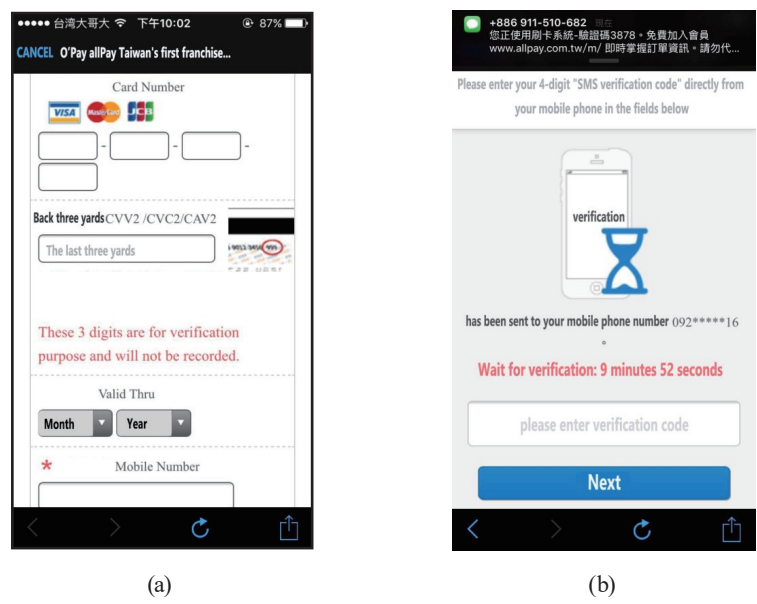 台湾大哥大 下午10:02 87%
CANCEL O'Pay allPay Taiwan's first franchise...
Card Number
VISA MasterCard JCB
- - -
Back three yards CVV2 /CVC2/CAV2
The last three yards
999
These 3 digits are for verification
purpose and will not be recorded.
Valid Thru
Month Year
* Mobile Number
(a)
+886 911-510-682 現在
您正使用刷卡系統-驗證碼3878。免費加入會員
www.allpay.com.tw/m/ 即時掌握訂單資訊。請勿代...
Please enter your 4-digit "SMS verification code" directly from
your mobile phone in the fields below
verification
has been sent to your mobile phone number 092*****16
。
Wait for verification: 9 minutes 52 seconds
please enter verification code
Next
(b)